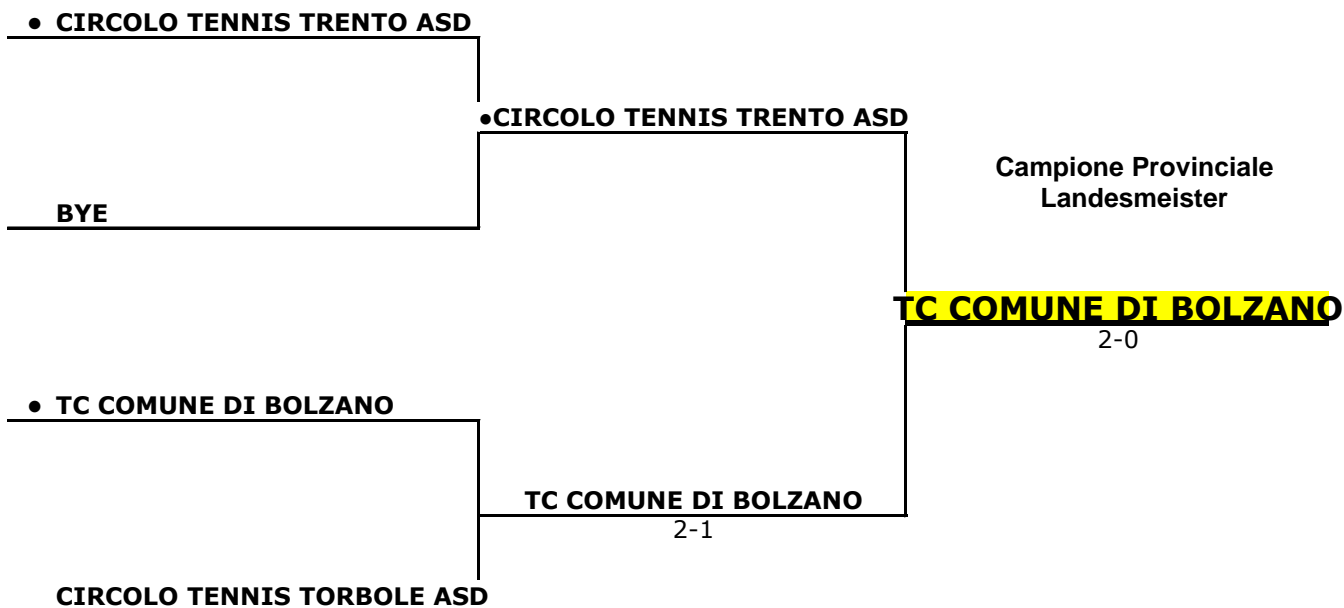 ● CIRCOLO TENNIS TRENTO ASD
●CIRCOLO TENNIS TRENTO ASD
Campione Provinciale
Landesmeister
BYE
TC COMUNE DI BOLZANO
2-0
● TC COMUNE DI BOLZANO
TC COMUNE DI BOLZANO
2-1
CIRCOLO TENNIS TORBOLE ASD